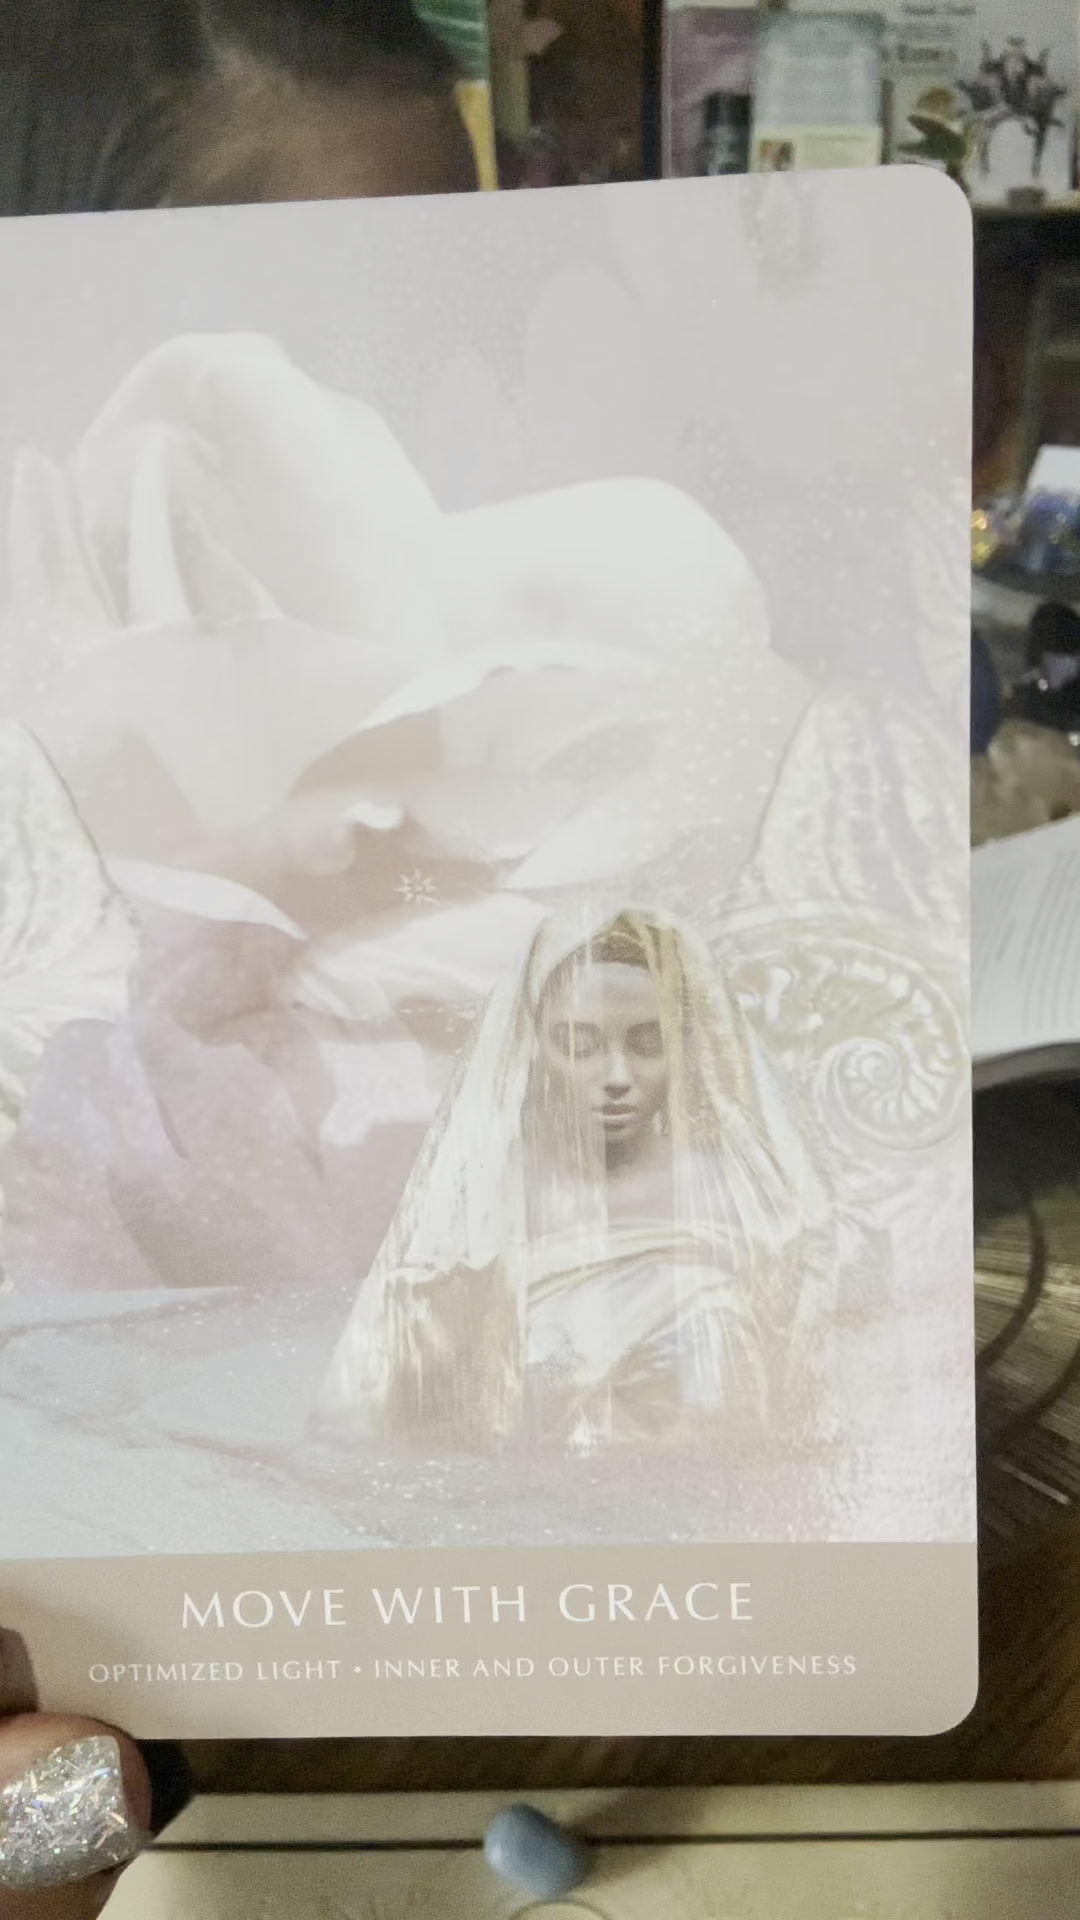 MOVE WITH GRACE
OPTIMIZED LIGHT • INNER AND OUTER FORGIVENESS